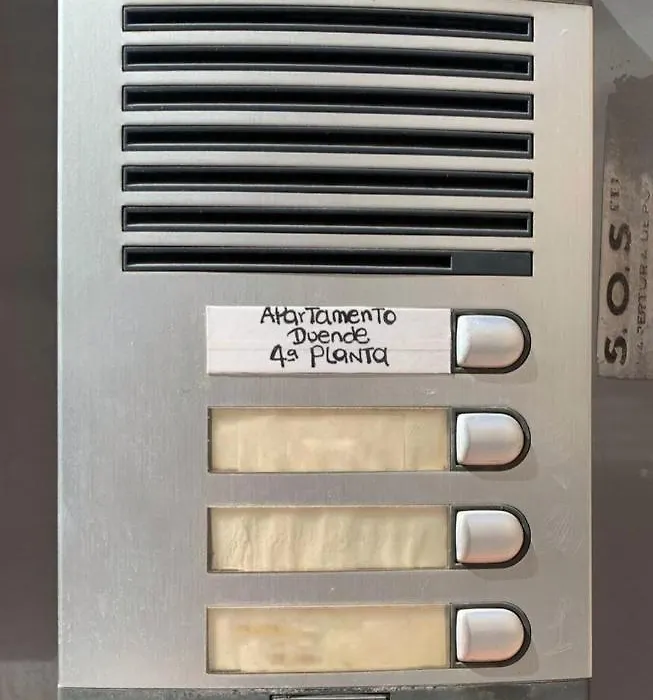 APARTAMENTO
Duende
4ª PLANTA
S.O.S